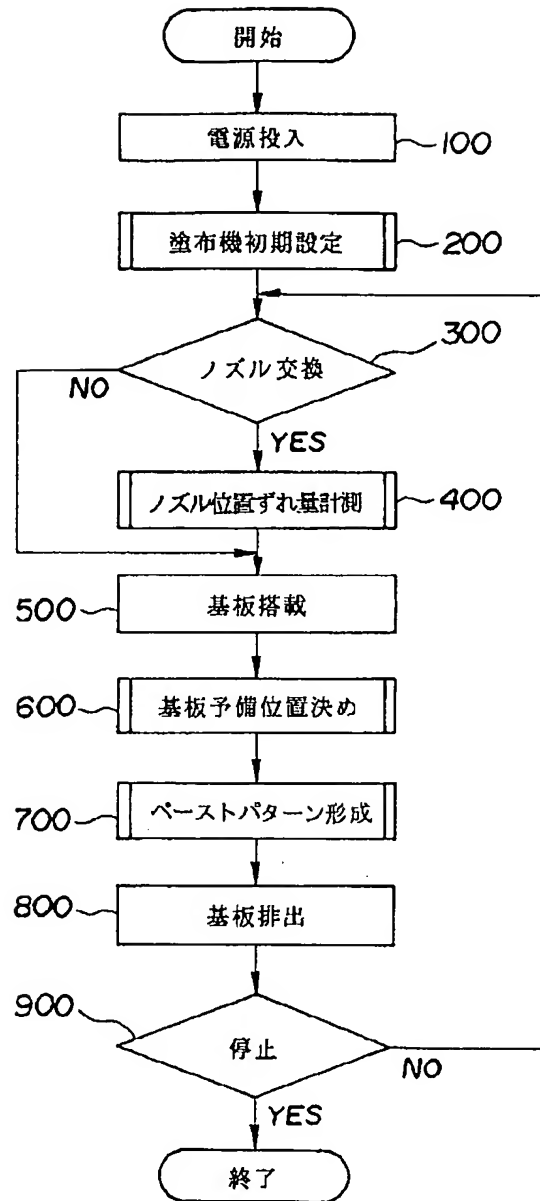 開始
電源投入 100
塗布機初期設定 200
ノズル交換 300
NO
YES
ノズル位置ずれ量計測 400
500 基板搭載
600 基板予備位置決め
700 ペーストパターン形成
800 基板排出
900 停止
NO
YES
終了